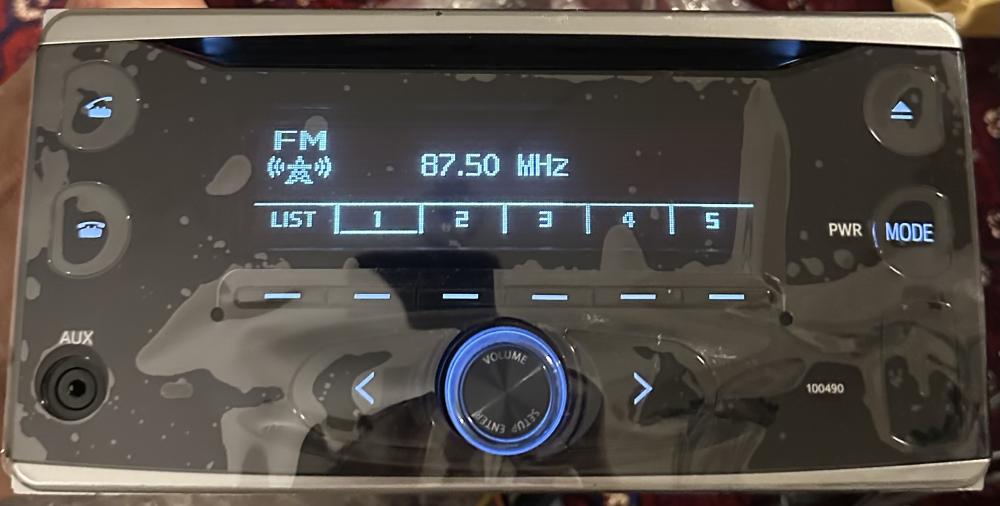 FM
87.50 MHz
LIST 1 2 3 4 5
PWR MODE
AUX
VOLUME
SETUP ENTER
100490